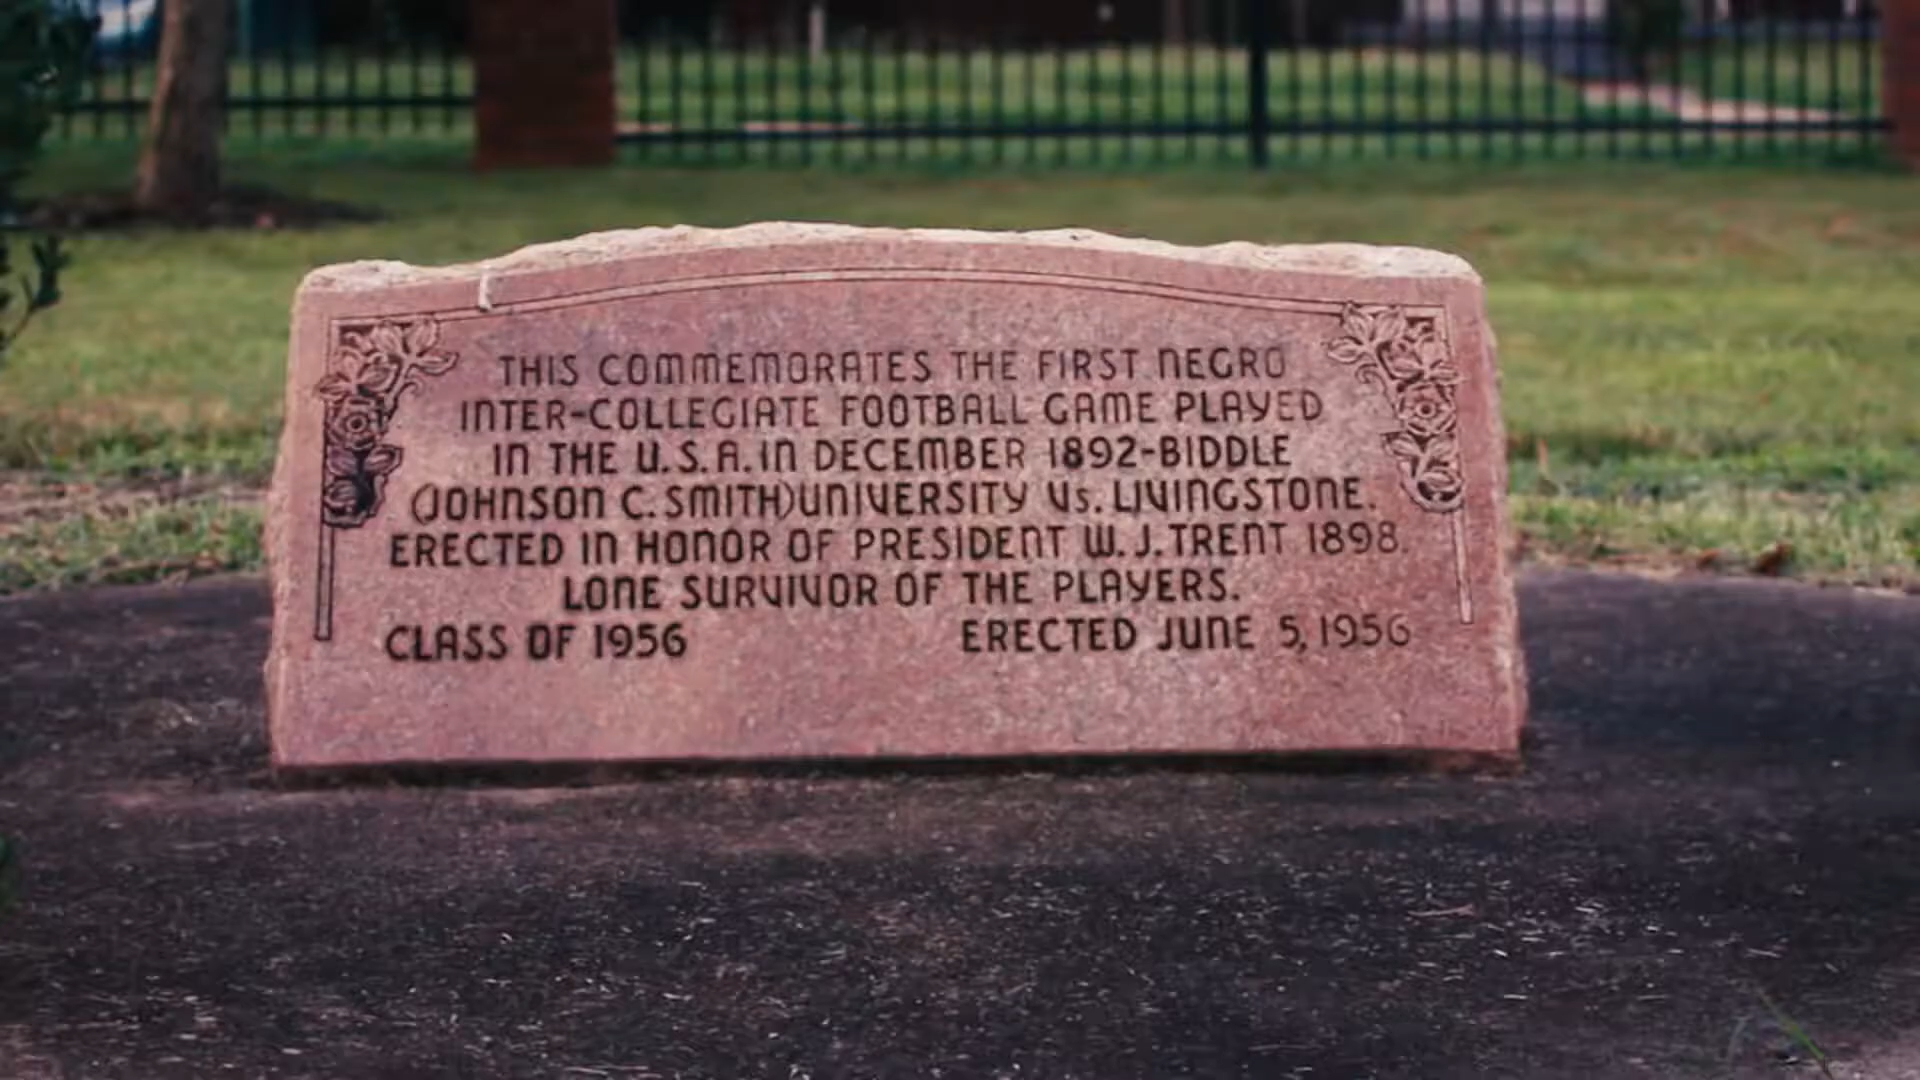 THIS COMMEMORATES THE FIRST NEGRO
INTER-COLLEGIATE FOOTBALL GAME PLAYED
IN THE U.S.A. IN DECEMBER 1892-BIDDLE
(JOHNSON C. SMITH) UNIVERSITY Vs. LIVINGSTONE.
ERECTED IN HONOR OF PRESIDENT W.J. TRENT 1898.
LONE SURVIVOR OF THE PLAYERS.
CLASS OF 1956 ERECTED JUNE 5, 1956